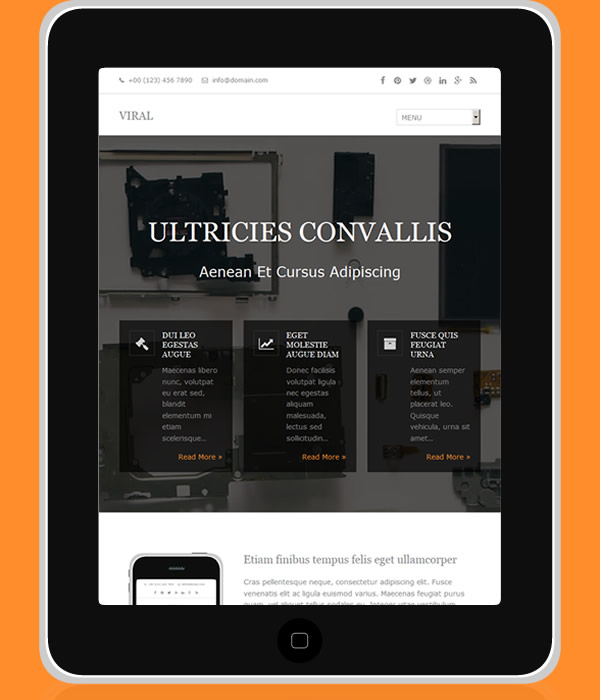 +00 (123) 456 7890 info@domain.com
VIRAL
MENU
ULTRICIES CONVALLIS
Aenean Et Cursus Adipiscing
DUI LEO
EGESTAS
AUGUE
Maecenas libero
nunc, volutpat
eu erat sed,
blandit
elementum mi
etiam
scelerisque...
Read More »
EGET
MOLESTIE
AUGUE DIAM
Donec facilisis
volutpat ligula
nec egestas
aliquam
malesuada,
lectus sed
sollicitudin...
Read More »
FUSCE QUIS
FEUGIAT
URNA
Aenean semper
elementum
tellus, ut
placerat leo.
Quisque
vehicula, urna sit
amet...
Read More »
Etiam finibus tempus felis eget ullamcorper
Cras pellentesque neque, consectetur adipiscing elit. Fusce
venenatis elit ac ligula euismod varius. Maecenas feugiat purus